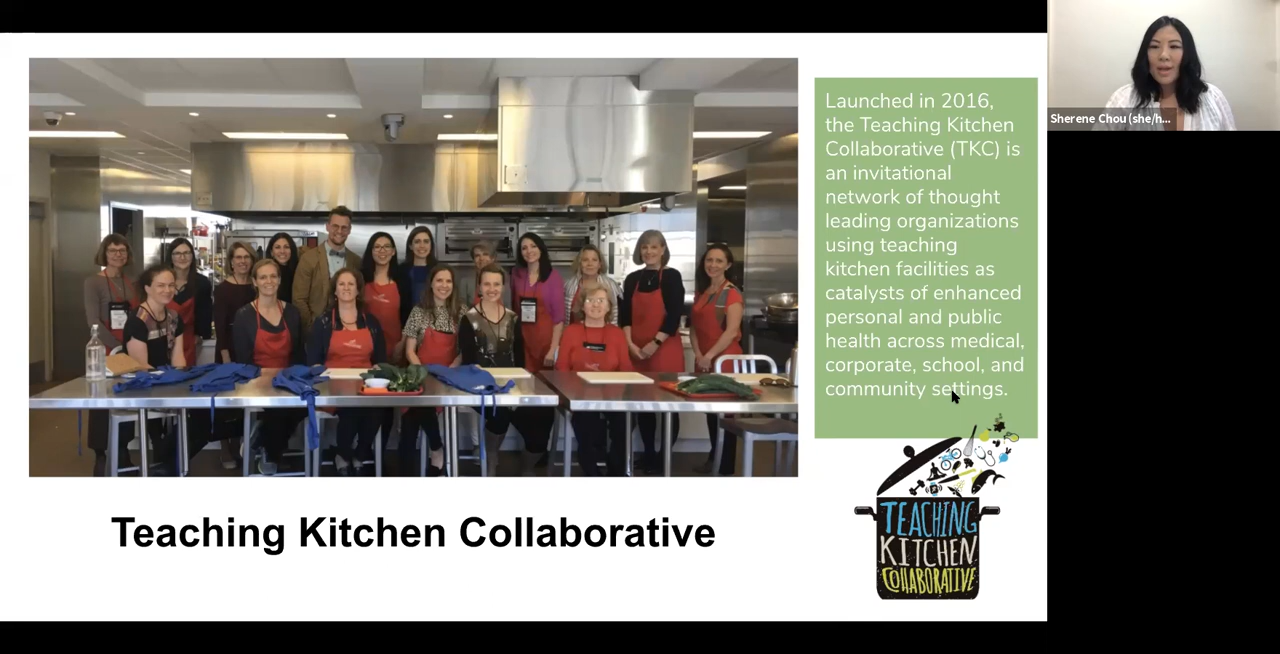 Launched in 2016,
the Teaching Kitchen
Collaborative (TKC) is
an invitational
network of thought
leading organizations
using teaching
kitchen facilities as
catalysts of enhanced
personal and public
health across medical,
corporate, school, and
community settings.
Sherene Chou (she/h...
TEACHING
KITCHEN
COLLABORATIVE
Teaching Kitchen Collaborative